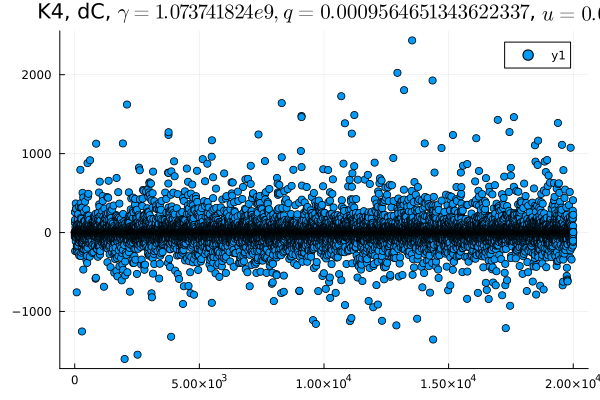 K4, dC, γ = 1.073741824e9, q = 0.0009564651343622337, u = 0.0
y1
2000
1000
0
−1000
0 5.00×10³ 1.00×10⁴ 1.50×10⁴ 2.00×10⁴